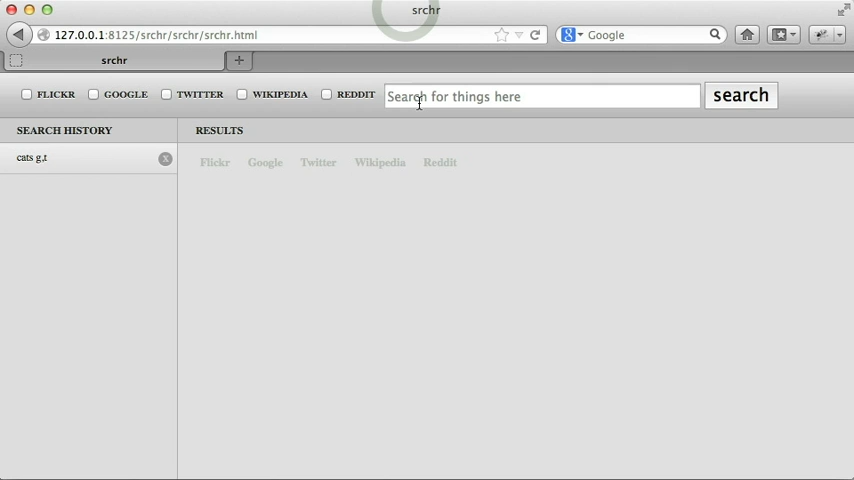 srchr
127.0.0.1:8125/srchr/srchr/srchr.html
Google
srchr
FLICKR GOOGLE TWITTER WIKIPEDIA REDDIT Search for things here search
SEARCH HISTORY RESULTS
cats g,t
Flickr Google Twitter Wikipedia Reddit